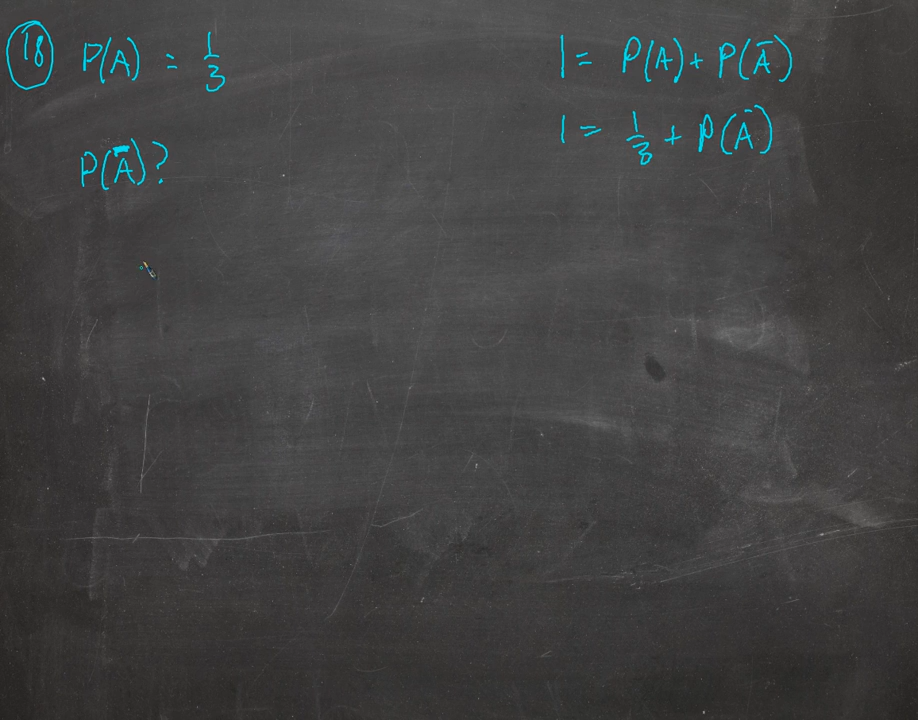 18 P(A) = 1/3
P(Ā)?
1 = P(A) + P(Ā)
1 = 1/3 + P(Ā)